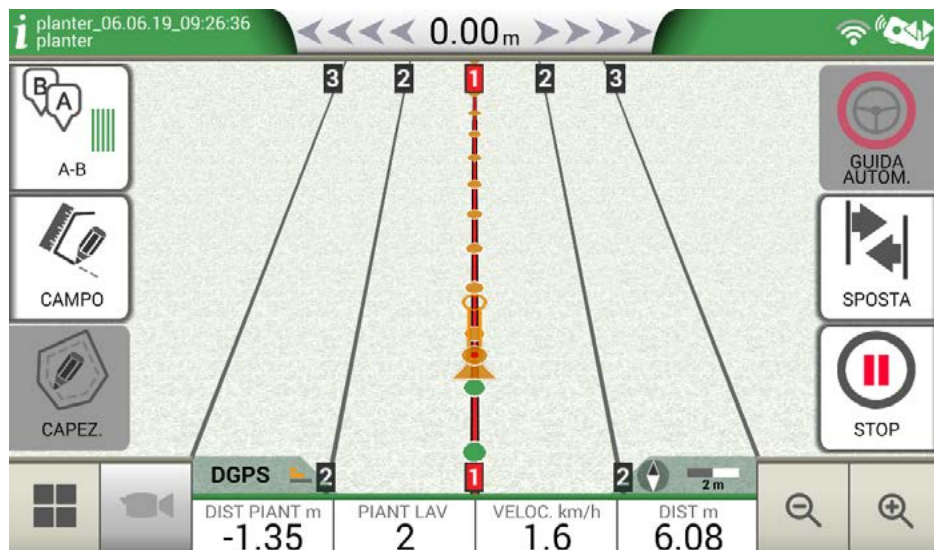 planter_06.06.19_09:26:36
planter
0.00 m
3 2 1 2 3
B
A
A-B
GUIDA
AUTOM.
CAMPO
SPOSTA
CAPEZ.
STOP
DGPS
2 1 2
2 m
DIST PIANT m
-1.35
PIANT LAV
2
VELOC. km/h
1.6
DIST m
6.08